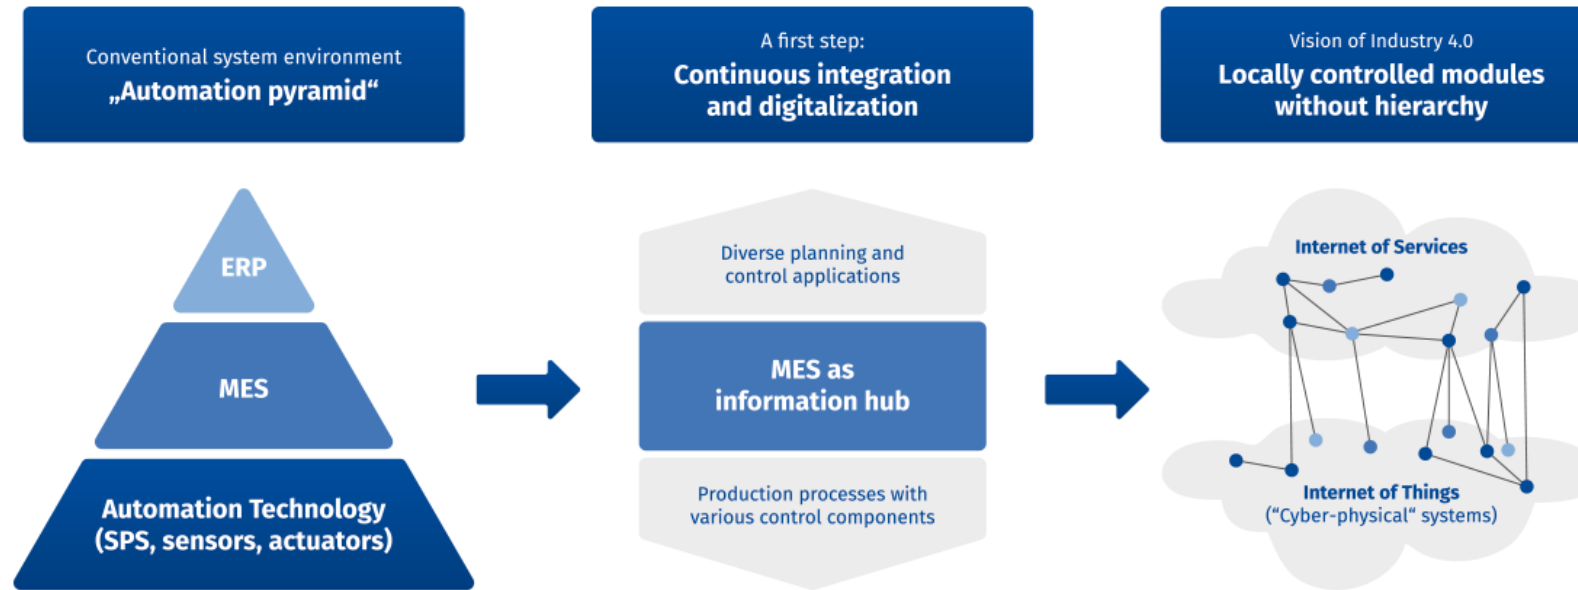 Conventional system environment
„Automation pyramid“
A first step:
Continuous integration
and digitalization
Vision of Industry 4.0
Locally controlled modules
without hierarchy
ERP
MES
Automation Technology
(SPS, sensors, actuators)
Diverse planning and
control applications
MES as
information hub
Production processes with
various control components
Internet of Services
Internet of Things
(“Cyber-physical“ systems)